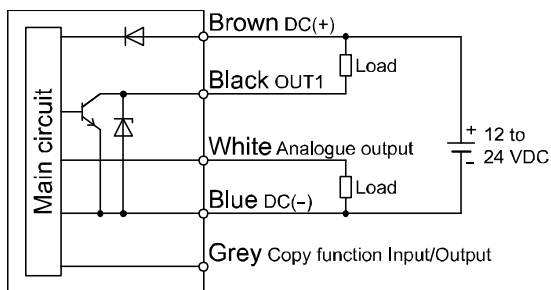 Brown DC(+)
Load
Black OUT1
Main circuit
White Analogue output
+ 12 to
- 24 VDC
Load
Blue DC(−)
Grey Copy function Input/Output